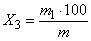 X₃ = m₁ · 100 / m